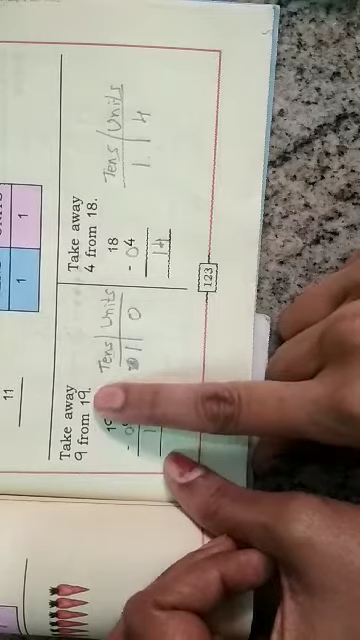 11
1
1
Take away
9 from 19.
Tens | Units
1 | 0
Take away
4 from 18.
18
- 04
14
Tens | Units
1 | 4
123